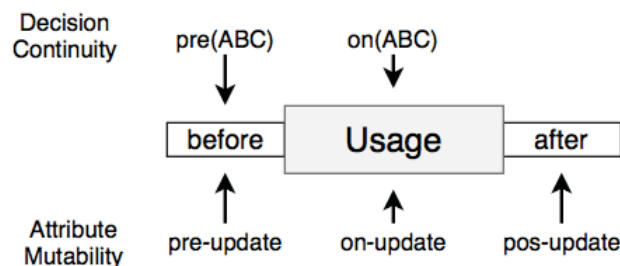 Decision
Continuity
pre(ABC)
on(ABC)
before
Usage
after
Attribute
Mutability
pre-update
on-update
pos-update